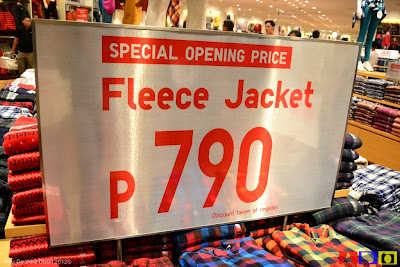 SPECIAL OPENING PRICE
Fleece Jacket
P 790
Discount taken at register.